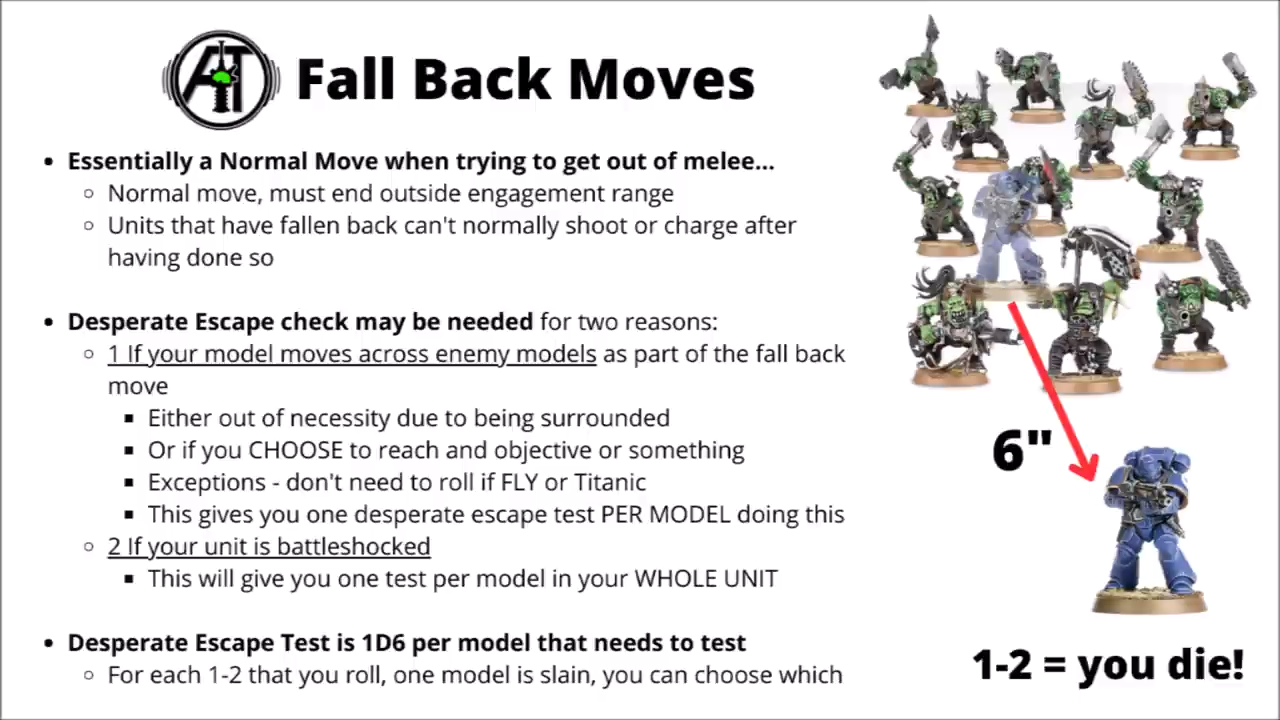 AT
Fall Back Moves
• Essentially a Normal Move when trying to get out of melee...
◦ Normal move, must end outside engagement range
◦ Units that have fallen back can't normally shoot or charge after
having done so
• Desperate Escape check may be needed for two reasons:
◦ 1 If your model moves across enemy models as part of the fall back
move
▪ Either out of necessity due to being surrounded
▪ Or if you CHOOSE to reach and objective or something
▪ Exceptions - don't need to roll if FLY or Titanic
▪ This gives you one desperate escape test PER MODEL doing this
◦ 2 If your unit is battleshocked
▪ This will give you one test per model in your WHOLE UNIT
• Desperate Escape Test is 1D6 per model that needs to test
◦ For each 1-2 that you roll, one model is slain, you can choose which
6"
1-2 = you die!